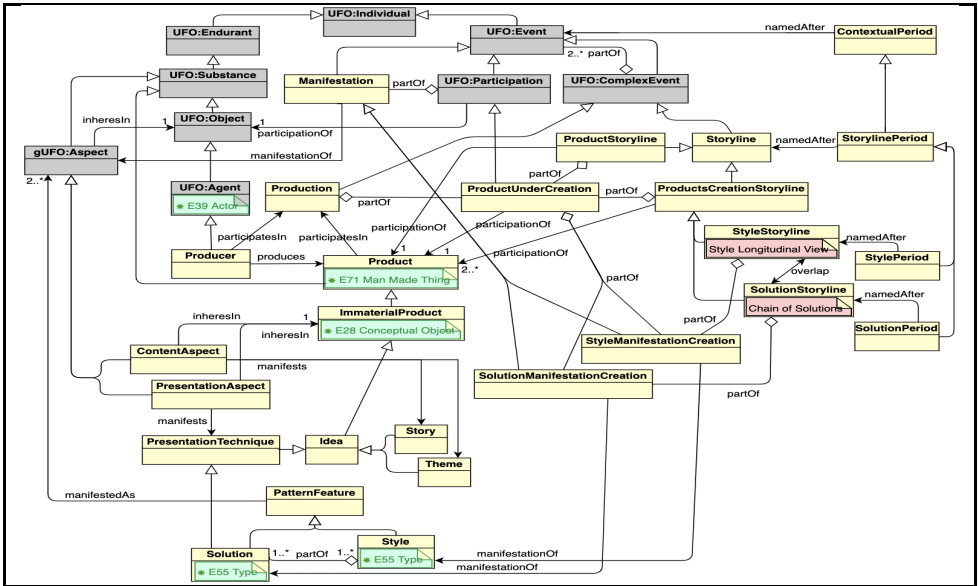 UFO:Individual
UFO:Endurant
UFO:Event
namedAfter
ContextualPeriod
2..* partOf
UFO:Substance
Manifestation
partOf
UFO:Participation
UFO:ComplexEvent
inheresIn
1
UFO:Object
1
participationOf
ProductStoryline
Storyline
namedAfter
StorylinePeriod
gUFO:Aspect
manifestationOf
2..*
partOf
UFO:Agent
E39 Actor
Production
partOf
ProductUnderCreation
partOf
ProductsCreationStoryline
participatesIn
participatesIn
participationOf
participationOf
StyleStoryline
Style Longitudinal View
namedAfter
StylePeriod
Producer
produces
1
1
Product
2..*
E71 Man Made Thing
overlap
partOf
SolutionStoryline
Chain of Solutions
namedAfter
SolutionPeriod
inheresIn
1
inheresIn
ImmaterialProduct
E28 Conceptual Object
partOf
ContentAspect
manifests
StyleManifestationCreation
PresentationAspect
SolutionManifestationCreation
partOf
manifests
PresentationTechnique
Idea
Story
Theme
manifestedAs
PatternFeature
Solution
E55 Type
1..* partOf 1..*
Style
E55 Type
manifestationOf
manifestationOf